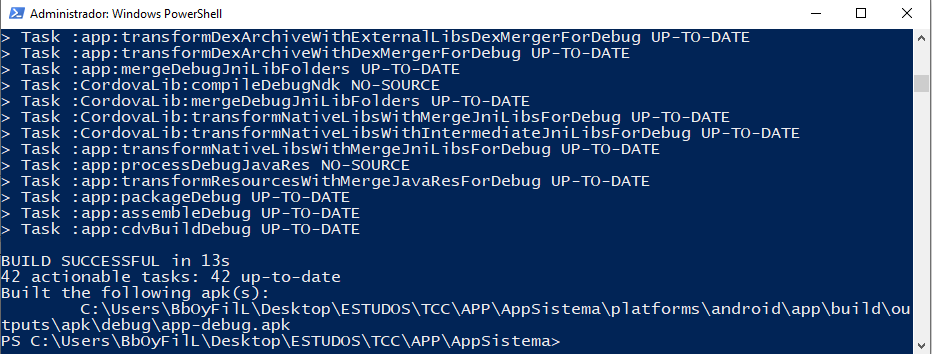 Administrador: Windows PowerShell
> Task :app:transformDexArchiveWithExternalLibsDexMergerForDebug UP-TO-DATE
> Task :app:transformDexArchiveWithDexMergerForDebug UP-TO-DATE
> Task :app:mergeDebugJniLibFolders UP-TO-DATE
> Task :CordovaLib:compileDebugNdk NO-SOURCE
> Task :CordovaLib:mergeDebugJniLibFolders UP-TO-DATE
> Task :CordovaLib:transformNativeLibsWithMergeJniLibsForDebug UP-TO-DATE
> Task :CordovaLib:transformNativeLibsWithIntermediateJniLibsForDebug UP-TO-DATE
> Task :app:transformNativeLibsWithMergeJniLibsForDebug UP-TO-DATE
> Task :app:processDebugJavaRes NO-SOURCE
> Task :app:transformResourcesWithMergeJavaResForDebug UP-TO-DATE
> Task :app:packageDebug UP-TO-DATE
> Task :app:assembleDebug UP-TO-DATE
> Task :app:cdvBuildDebug UP-TO-DATE
BUILD SUCCESSFUL in 13s
42 actionable tasks: 42 up-to-date
Built the following apk(s):
C:\Users\BbOyFilL\Desktop\ESTUDOS\TCC\APP\AppSistema\platforms\android\app\build\ou
tputs\apk\debug\app-debug.apk
PS C:\Users\BbOyFilL\Desktop\ESTUDOS\TCC\APP\AppSistema>